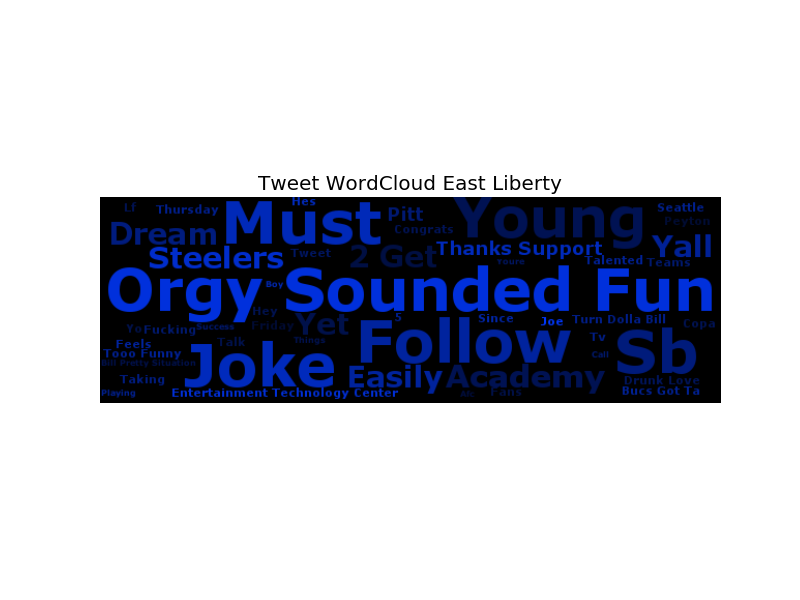 Tweet WordCloud East Liberty
Lf
Thursday
Hes
Must
Pitt
Congrats
Young
Seattle
Peyton
Dream
Steelers
Tweet
2 Get
Thanks Support
Youre
Talented
Yall
Teams
Orgy
Boy
Sounded Fun
Hey
Yo
Fucking
Success
Friday
Yet
Things
5
Follow
Since
Joe
Turn Dolla Bill
Copa
Feels
Tooo Funny
Talk
Joke
Tv
Call
Sb
Taking
Easily
Academy
Drunk Love
Playing
Entertainment Technology Center
Fans
Bucs Got Ta